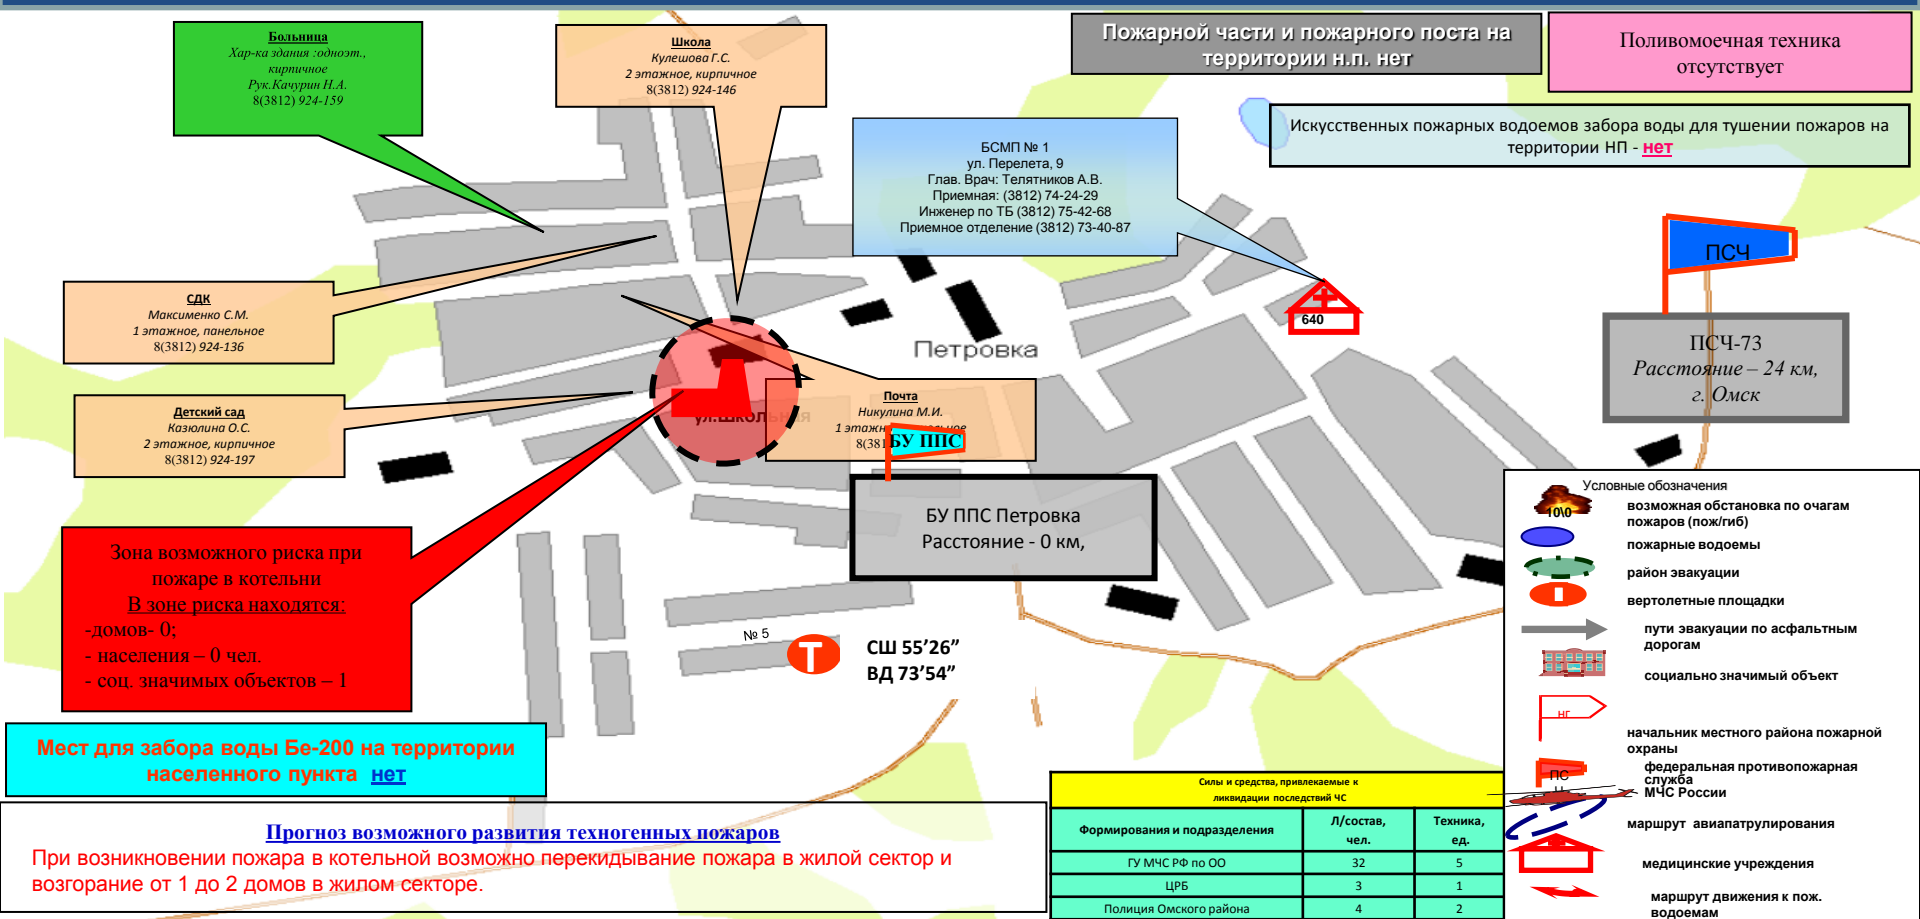 Больница
Хар-ка здания :одноэт.,
кирпичное
Рук.Качурин Н.А.
8(3812) 924-159
Школа
Кулешова Г.С.
2 этажное, кирпичное
8(3812) 924-146
Пожарной части и пожарного поста на
территории н.п. нет
Поливомоечная техника
отсутствует
Искусственных пожарных водоемов забора воды для тушении пожаров на
территории НП - нет
БСМП № 1
ул. Перелета, 9
Глав. Врач: Телятников А.В.
Приемная: (3812) 74-24-29
Инженер по ТБ (3812) 75-42-68
Приемное отделение (3812) 73-40-87
ПСЧ
640
ПСЧ-73
Расстояние – 24 км,
г. Омск
СДК
Максименко С.М.
1 этажное, панельное
8(3812) 924-136
Петровка
Детский сад
Казюлина О.С.
2 этажное, кирпичное
8(3812) 924-197
ул.Школьная
Почта
Никулина М.И.
БУ ППС
БУ ППС Петровка
Расстояние - 0 км,
Зона возможного риска при
пожаре в котельни
В зоне риска находятся:
-домов- 0;
- населения – 0 чел.
- соц. значимых объектов – 1
№ 5
Т
СШ 55’26”
ВД 73’54”
Мест для забора воды Бе-200 на территории
населенного пункта нет
Прогноз возможного развития техногенных пожаров
При возникновении пожара в котельной возможно перекидывание пожара в жилой сектор и
возгорание от 1 до 2 домов в жилом секторе.
Силы и средства, привлекаемые к
ликвидации последствий ЧС
Формирования и подразделения Л/состав, чел. Техника, ед.
ГУ МЧС РФ по ОО 32 5
ЦРБ 3 1
Полиция Омского района 4 2
Условные обозначения
10\0
возможная обстановка по очагам
пожаров (пож/гиб)
пожарные водоемы
район эвакуации
вертолетные площадки
пути эвакуации по асфальтным
дорогам
социально значимый объект
НГ
начальник местного района пожарной
охраны
ПС
федеральная противопожарная
служба
МЧС России
маршрут авиапатрулирования
медицинские учреждения
маршрут движения к пож.
водоемам